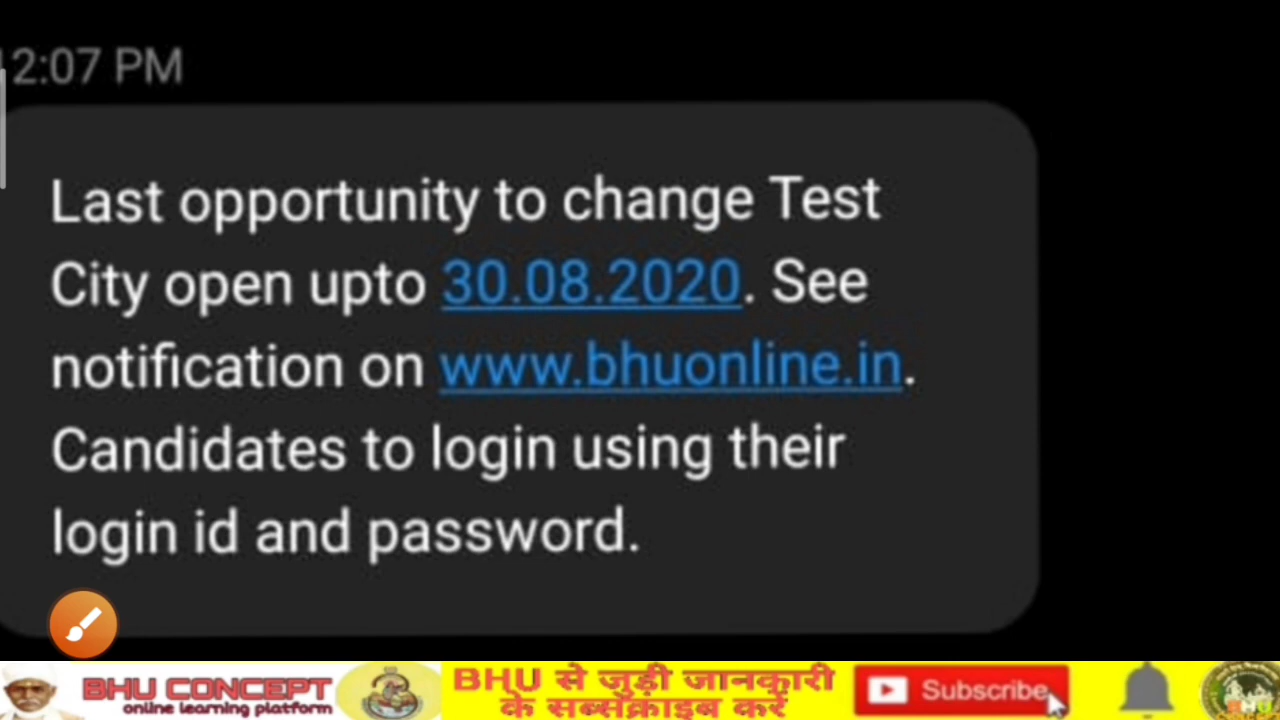 12:07 PM
Last opportunity to change Test
City open upto 30.08.2020. See
notification on www.bhuonline.in.
Candidates to login using their
login id and password.
BHU CONCEPT
online learning platform
BHU से जुड़ी जानकारी
के सब्सक्राइब करें
Subscribe
BHU